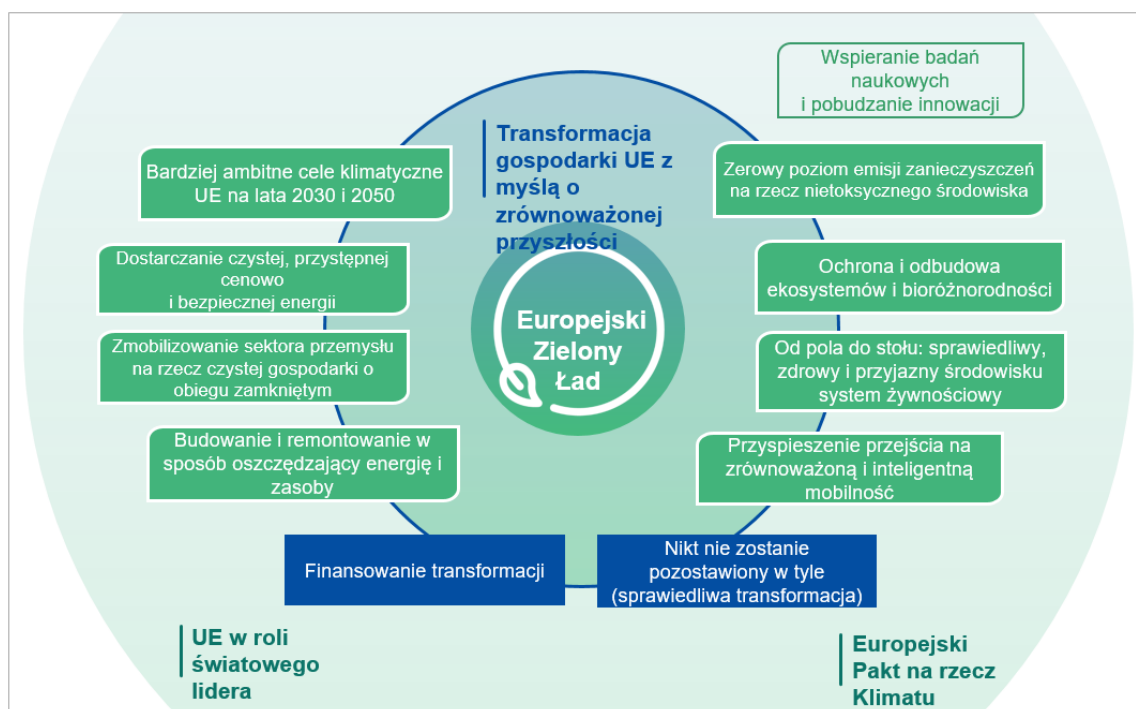 Wspieranie badań
naukowych
i pobudzanie innowacji
Transformacja
gospodarki UE z
myślą o
zrównoważonej
przyszłości
Bardziej ambitne cele klimatyczne
UE na lata 2030 i 2050
Zerowy poziom emisji zanieczyszczeń
na rzecz nietoksycznego środowiska
Dostarczanie czystej, przystępnej
cenowo
i bezpiecznej energii
Ochrona i odbudowa
ekosystemów i bioróżnorodności
Europejski
Zielony
Ład
Zmobilizowanie sektora przemysłu
na rzecz czystej gospodarki o
obiegu zamkniętym
Od pola do stołu: sprawiedliwy,
zdrowy i przyjazny środowisku
system żywnościowy
Budowanie i remontowanie w
sposób oszczędzający energię i
zasoby
Przyspieszenie przejścia na
zrównoważoną i inteligentną
mobilność
Finansowanie transformacji
Nikt nie zostanie
pozostawiony w tyle
(sprawiedliwa transformacja)
UE w roli
światowego
lidera
Europejski
Pakt na rzecz
Klimatu